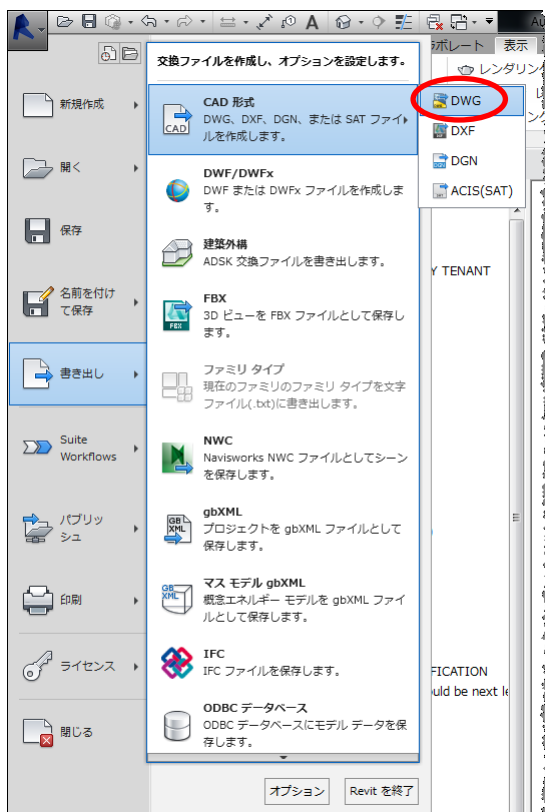 A
Au
ラボレート 表示
レンダリン
交換ファイルを作成し、オプションを設定します。
新規作成
開く
保存
名前を付け
て保存
書き出し
Suite
Workflows
パブリッ
シュ
印刷
ライセンス
閉じる
CAD 形式
DWG、DXF、DGN、または SAT ファイ
ルを作成します。
CAD
DWF/DWFx
DWF または DWFx ファイルを作成しま
す。
建築外構
ADSK 交換ファイルを書き出します。
FBX
3D ビューを FBX ファイルとして保存し
ます。
FBX
ファミリ タイプ
現在のファミリのファミリ タイプを文字
ファイル(.txt)に書き出します。
NWC
Navisworks NWC ファイルとしてシーン
を保存します。
gbXML
プロジェクトを gbXML ファイルとして
保存します。
GB
XML
マス モデル gbXML
概念エネルギー モデルを gbXML ファイ
ルとして保存します。
GB
XML
IFC
IFC ファイルを保存します。
ODBC データベース
ODBC データベースにモデル データを保
存します。
DWG
DXF
DGN
ACIS(SAT)
Y TENANT
FICATION
uld be next le
オプション
Revit を終了